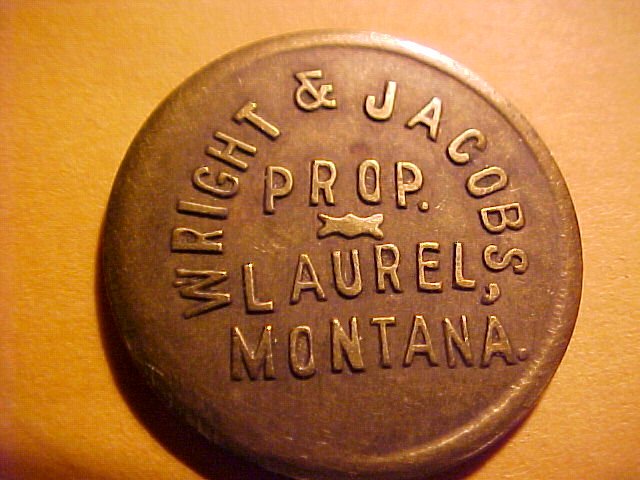 WRIGHT & JACOBS,
PROP.
LAUREL,
MONTANA.